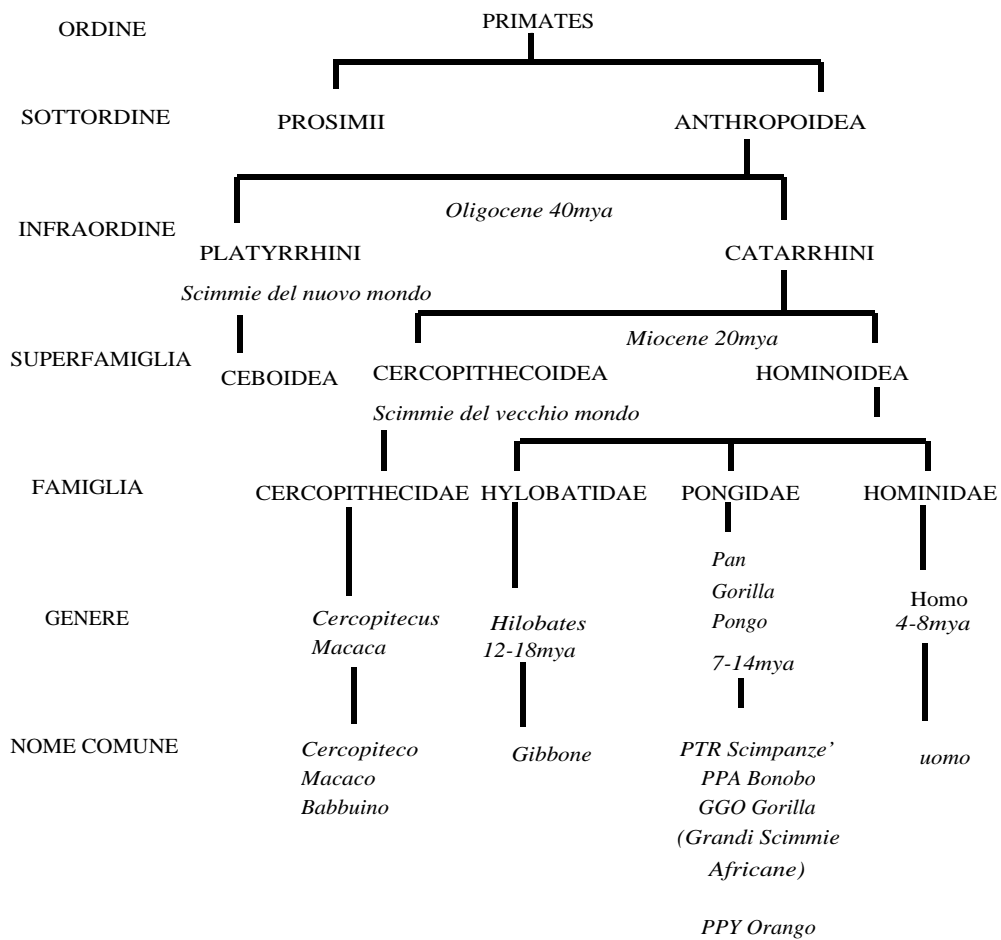 ORDINE
PRIMATES
SOTTORDINE
PROSIMII
ANTHROPOIDEA
Oligocene 40mya
INFRAORDINE
PLATYRRHINI
CATARRHINI
Scimmie del nuovo mondo
Miocene 20mya
SUPERFAMIGLIA
CEBOIDEA
CERCOPITHECOIDEA
HOMINOIDEA
Scimmie del vecchio mondo
FAMIGLIA
CERCOPITHECIDAE
HYLOBATIDAE
PONGIDAE
HOMINIDAE
GENERE
Cercopitecus
Macaca
Hilobates
12-18mya
Pan
Gorilla
Pongo
7-14mya
Homo
4-8mya
NOME COMUNE
Cercopiteco
Macaco
Babbuino
Gibbone
PTR Scimpanze’
PPA Bonobo
GGO Gorilla
(Grandi Scimmie
Africane)
PPY Orango
uomo